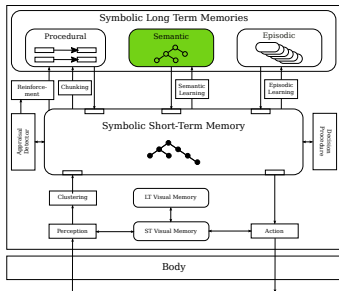 Symbolic Long Term Memories
Procedural
Semantic
Episodic
Reinforce-
ment
Chunking
Semantic
Learning
Episodic
Learning
Symbolic Short-Term Memory
Appraisal
Detector
Decision
Procedure
Clustering
LT Visual Memory
Perception
ST Visual Memory
Action
Body